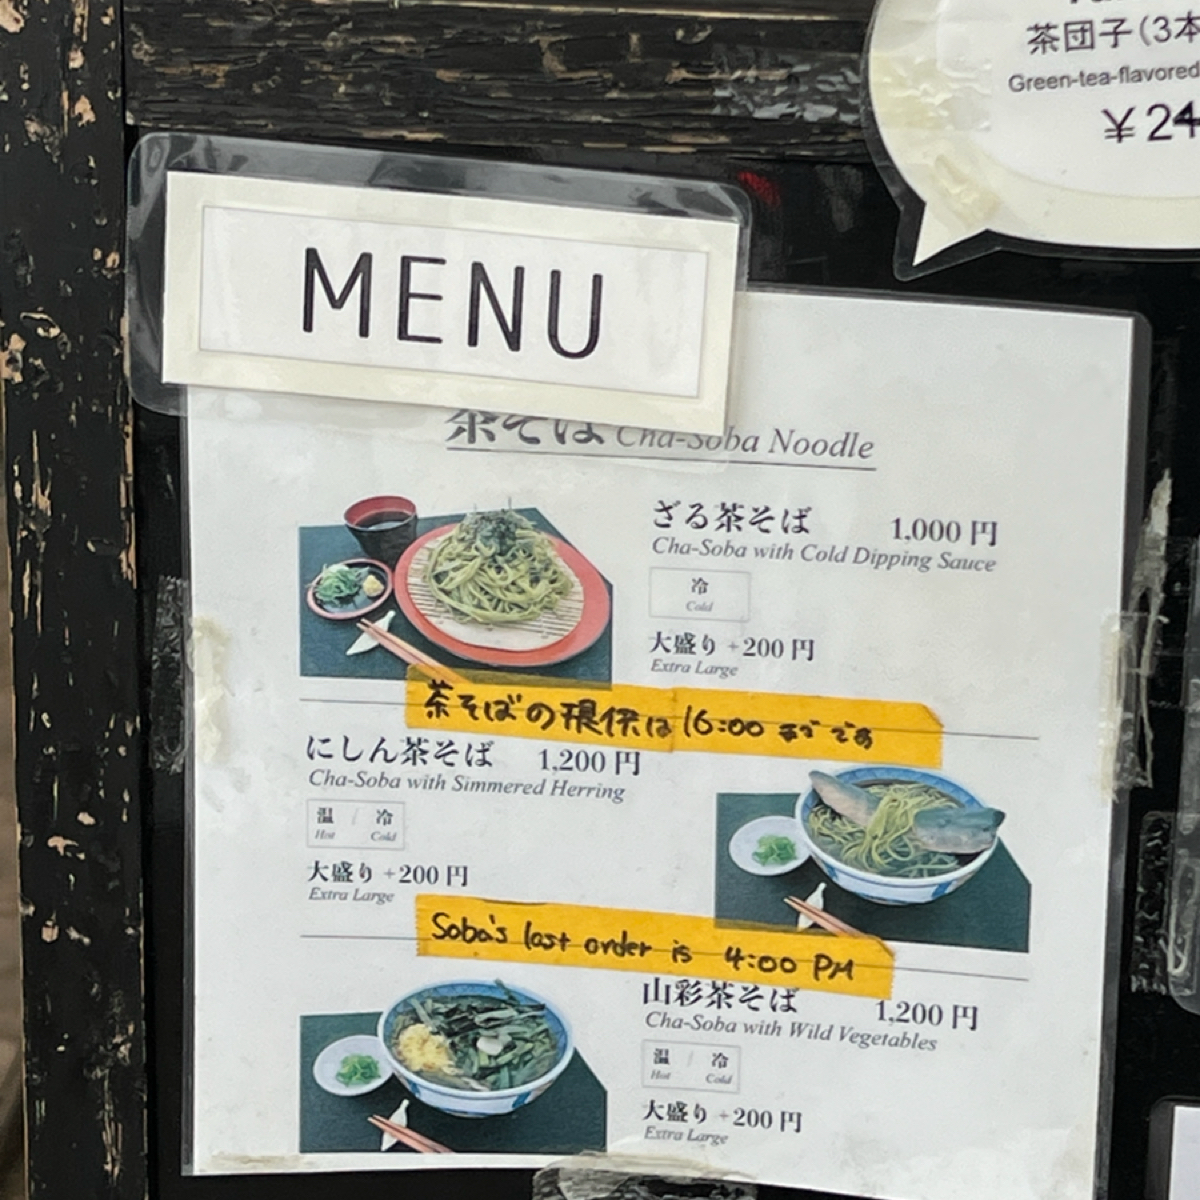 茶団子(3本
Green-tea-flavored
¥24
MENU
茶そば Cha-Soba Noodle
ざる茶そば 1,000円
Cha-Soba with Cold Dipping Sauce
冷
Cold
大盛り +200円
Extra Large
茶そばの提供は16:00までです
にしん茶そば 1,200円
Cha-Soba with Simmered Herring
温 / 冷
Hot Cold
大盛り +200円
Extra Large
Soba's last order is 4:00 PM
山彩茶そば 1,200円
Cha-Soba with Wild Vegetables
温 / 冷
Hot Cold
大盛り +200円
Extra Large